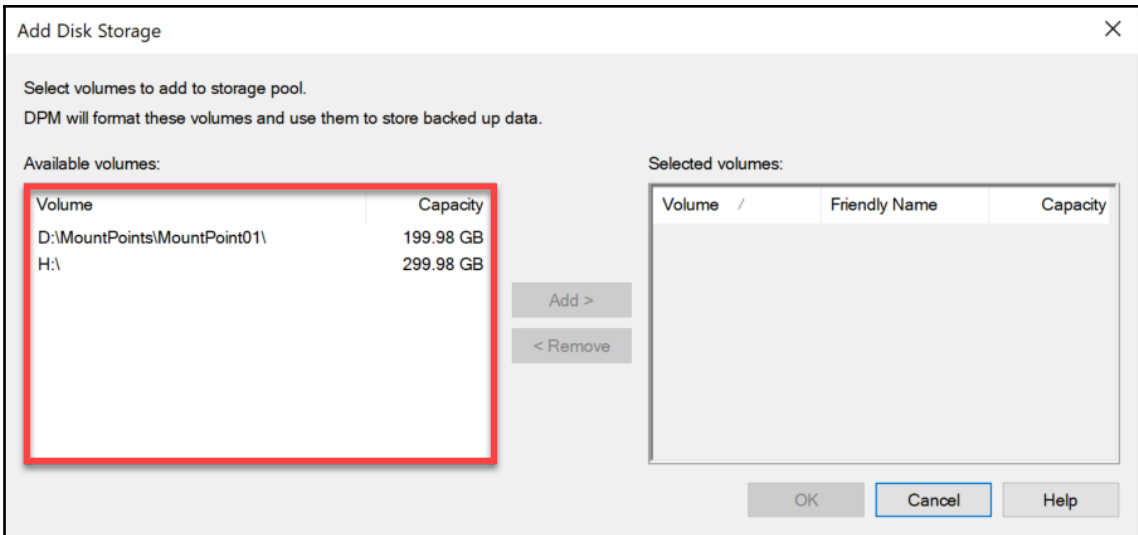 Add Disk Storage
Select volumes to add to storage pool.
DPM will format these volumes and use them to store backed up data.
Available volumes:
Volume Capacity
D:\MountPoints\MountPoint01\ 199.98 GB
H:\ 299.98 GB
Add >
< Remove
Selected volumes:
Volume / Friendly Name Capacity
OK Cancel Help